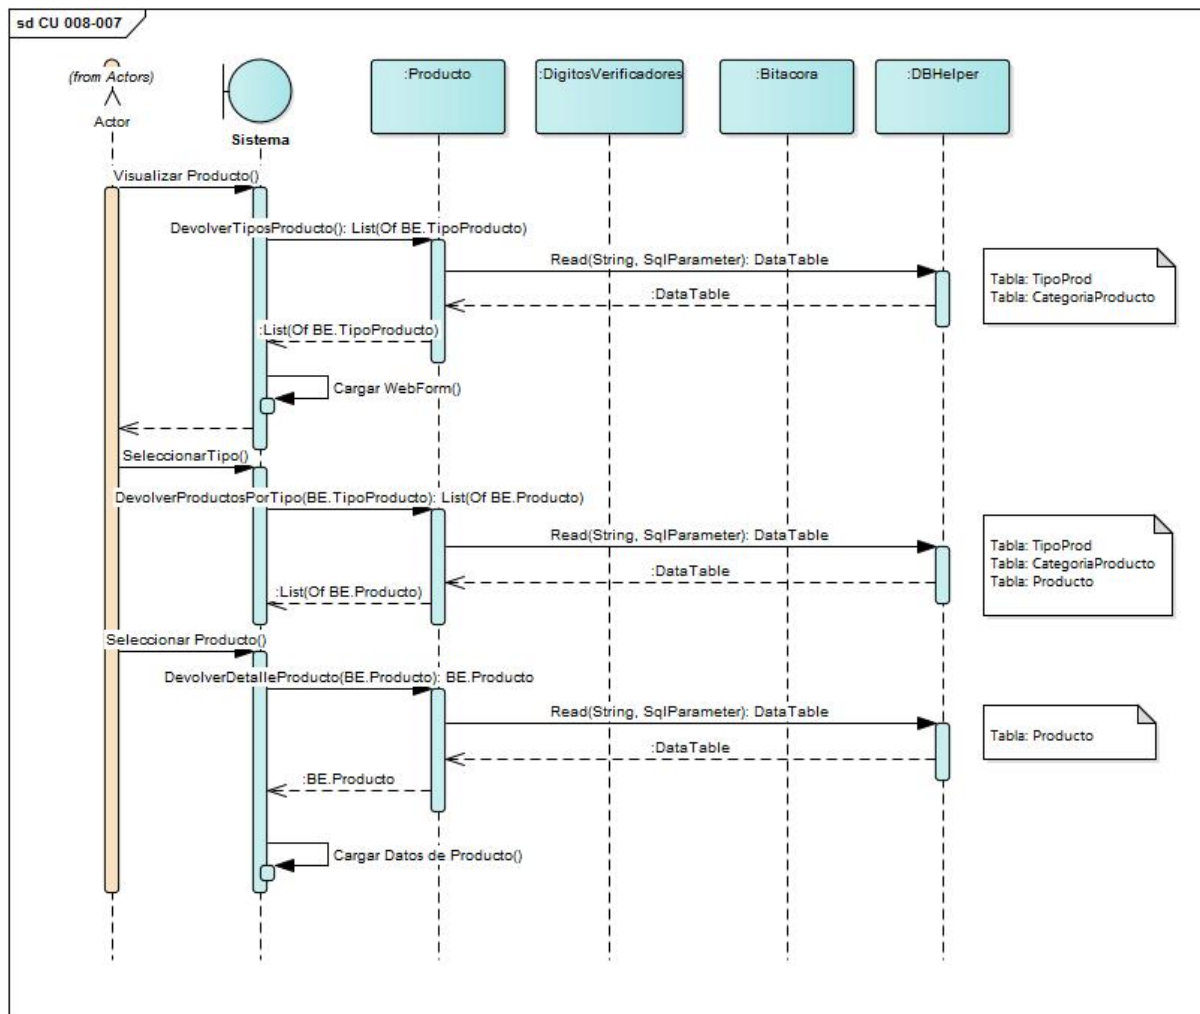 sd CU 008-007
(from Actors)
Actor
Sistema
:Producto
:DigitosVerificadores
:Bitacora
:DBHelper
Visualizar Producto()
DevolverTiposProducto(): List(Of BE.TipoProducto)
Read(String, SqlParameter): DataTable
Tabla: TipoProd
Tabla: CategoriaProducto
:DataTable
:List(Of BE.TipoProducto)
Cargar WebForm()
SeleccionarTipo()
DevolverProductosPorTipo(BE.TipoProducto): List(Of BE.Producto)
Read(String, SqlParameter): DataTable
Tabla: TipoProd
Tabla: CategoriaProducto
Tabla: Producto
:DataTable
:List(Of BE.Producto)
Seleccionar Producto()
DevolverDetalleProducto(BE.Producto): BE.Producto
Read(String, SqlParameter): DataTable
Tabla: Producto
:DataTable
:BE.Producto
Cargar Datos de Producto()